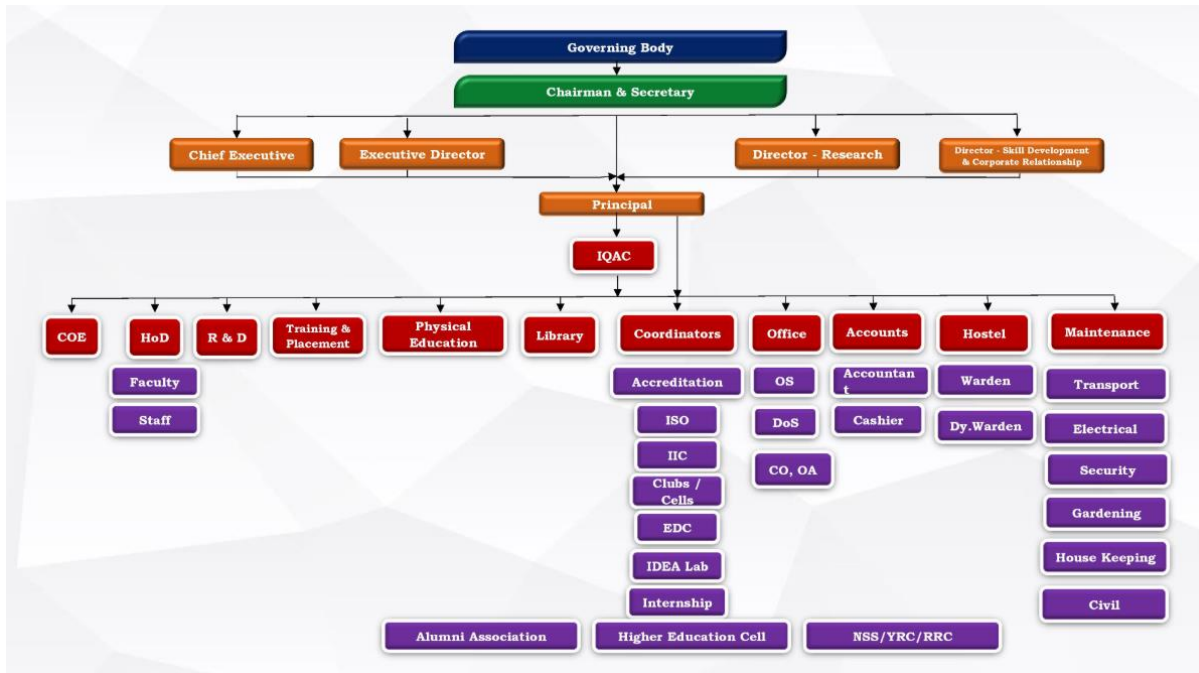 Governing Body
Chairman & Secretary
Chief Executive
Executive Director
Director - Research
Director - Skill Development
& Corporate Relationship
Principal
IQAC
COE
HoD
R & D
Training &
Placement
Physical
Education
Library
Coordinators
Office
Accounts
Hostel
Maintenance
Faculty
Staff
Accreditation
ISO
IIC
Clubs /
Cells
EDC
IDEA Lab
Internship
OS
DoS
CO, OA
Accountan
t
Cashier
Warden
Dy.Warden
Transport
Electrical
Security
Gardening
House Keeping
Civil
Alumni Association
Higher Education Cell
NSS/YRC/RRC